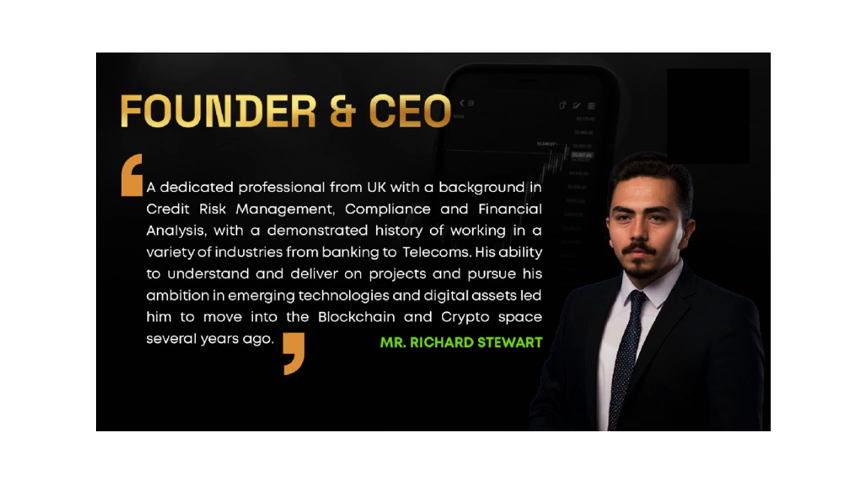 FOUNDER & CEO
A dedicated professional from UK with a background in
Credit Risk Management, Compliance and Financial
Analysis, with a demonstrated history of working in a
variety of industries from banking to Telecoms. His ability
to understand and deliver on projects and pursue his
ambition in emerging technologies and digital assets led
him to move into the Blockchain and Crypto space
several years ago.
MR. RICHARD STEWART